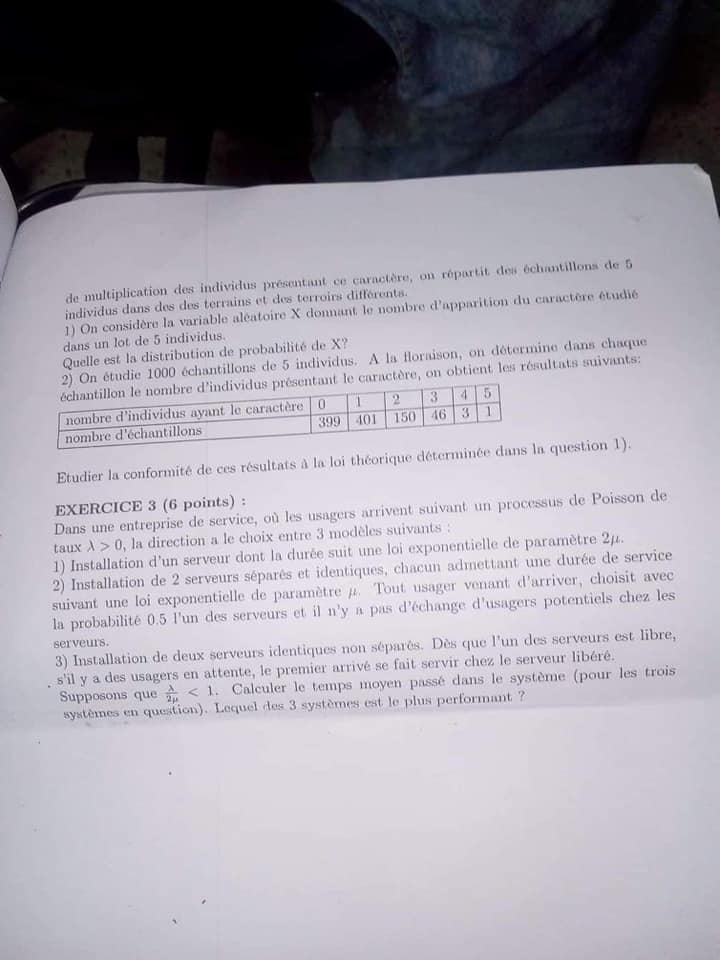 de multiplication des individus présentant ce caractère, on répartit des échantillons de 5
individus dans des des terrains et des terroirs différents.
1) On considère la variable aléatoire X donnant le nombre d'apparition du caractère étudié
dans un lot de 5 individus.
Quelle est la distribution de probabilité de X?
2) On étudie 1000 échantillons de 5 individus. A la floraison, on détermine dans chaque
échantillon le nombre d'individus présentant le caractère, on obtient les résultats suivants:
nombre d'individus ayant le caractère 0 1 2 3 4 5
nombre d'échantillons 399 401 150 46 3 1
Etudier la conformité de ces résultats à la loi théorique déterminée dans la question 1).
EXERCICE 3 (6 points) :
Dans une entreprise de service, où les usagers arrivent suivant un processus de Poisson de
taux λ > 0, la direction a le choix entre 3 modèles suivants :
1) Installation d'un serveur dont la durée suit une loi exponentielle de paramètre 2μ.
2) Installation de 2 serveurs séparés et identiques, chacun admettant une durée de service
suivant une loi exponentielle de paramètre μ. Tout usager venant d'arriver, choisit avec
la probabilité 0.5 l'un des serveurs et il n'y a pas d'échange d'usagers potentiels chez les
serveurs.
3) Installation de deux serveurs identiques non séparés. Dès que l'un des serveurs est libre,
s'il y a des usagers en attente, le premier arrivé se fait servir chez le serveur libéré.
Supposons que λ/2μ < 1. Calculer le temps moyen passé dans le système (pour les trois
systèmes en question). Lequel des 3 systèmes est le plus performant ?